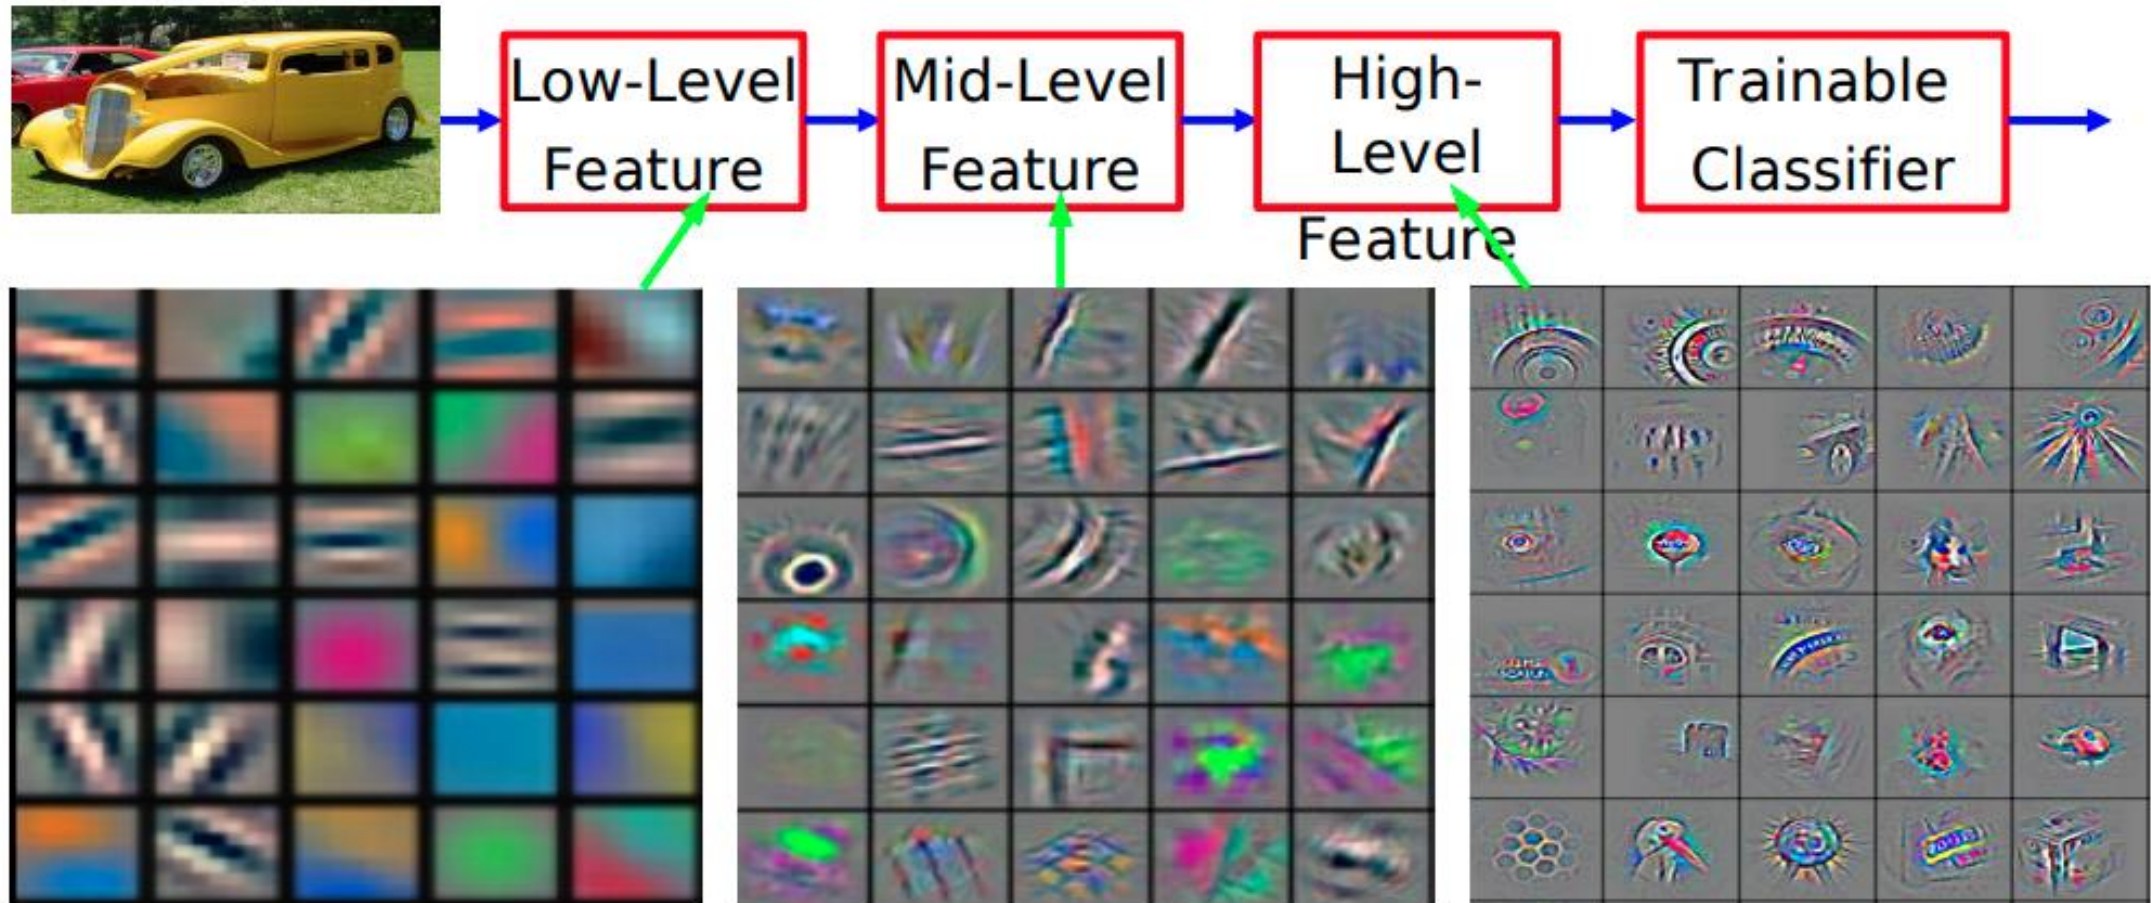 Low-Level
Feature
Mid-Level
Feature
High-
Level
Feature
Trainable
Classifier